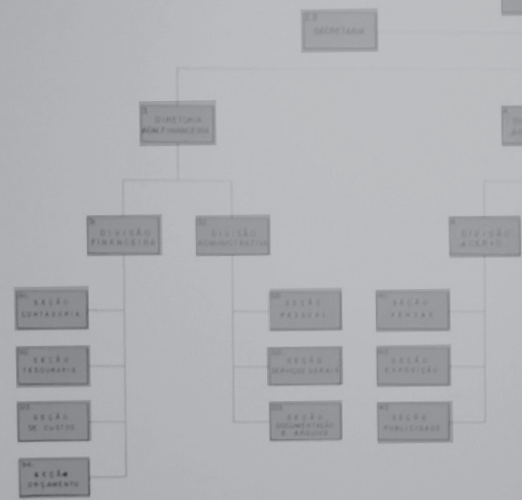 SECRETARIA
DIRETORIA
ADM / FINANCEIRA
DIVISÃO
FINANCEIRA
DIVISÃO
ADMINISTRATIVA
DIVISÃO
SEÇÃO
CONTADORIA
SEÇÃO
PESSOAL
SEÇÃO
VENDAS
SEÇÃO
TESOURARIA
SEÇÃO
SERVIÇOS GERAIS
SEÇÃO
EXPOSIÇÃO
SEÇÃO
DE CUSTOS
SEÇÃO
DOCUMENTAÇÃO
E ARQUIVO
SEÇÃO
PUBLICIDADE
SEÇÃO
ORÇAMENTO